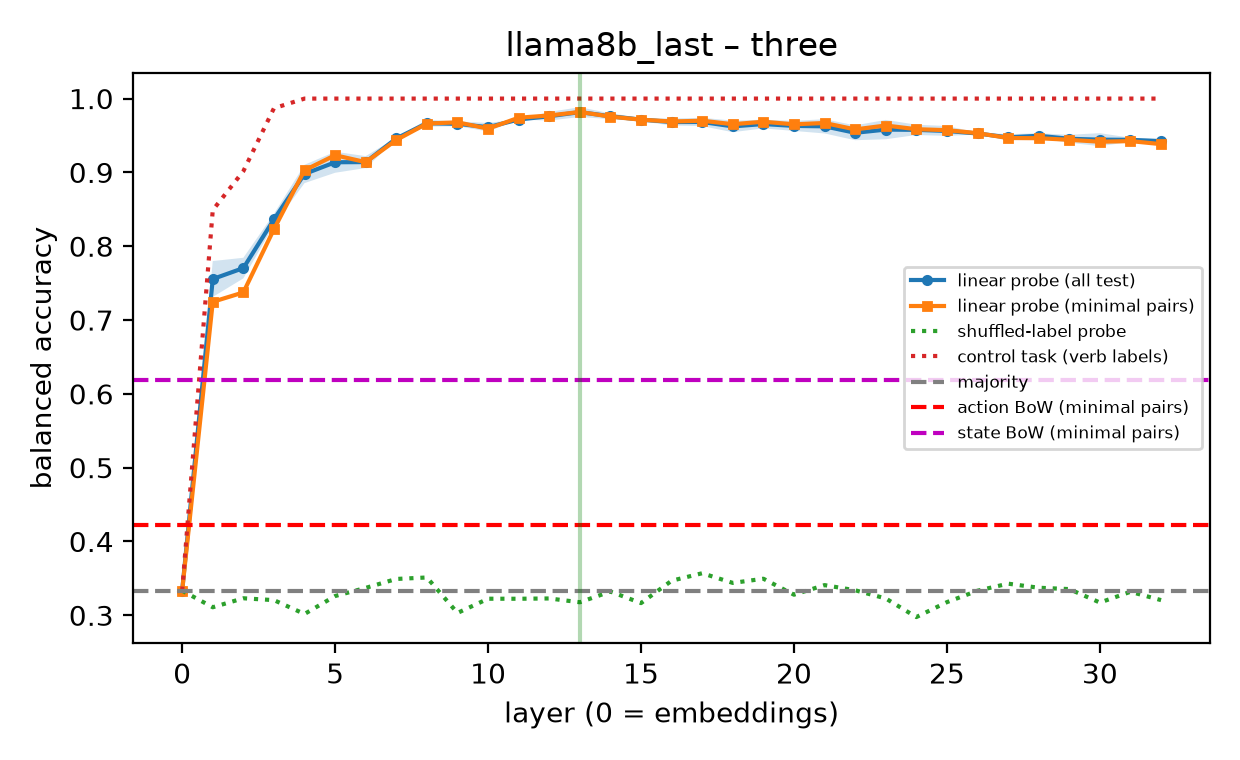 llama8b_last – three
balanced accuracy
1.0
0.9
0.8
0.7
0.6
0.5
0.4
0.3
linear probe (all test)
linear probe (minimal pairs)
shuffled-label probe
control task (verb labels)
majority
action BoW (minimal pairs)
state BoW (minimal pairs)
0 5 10 15 20 25 30
layer (0 = embeddings)